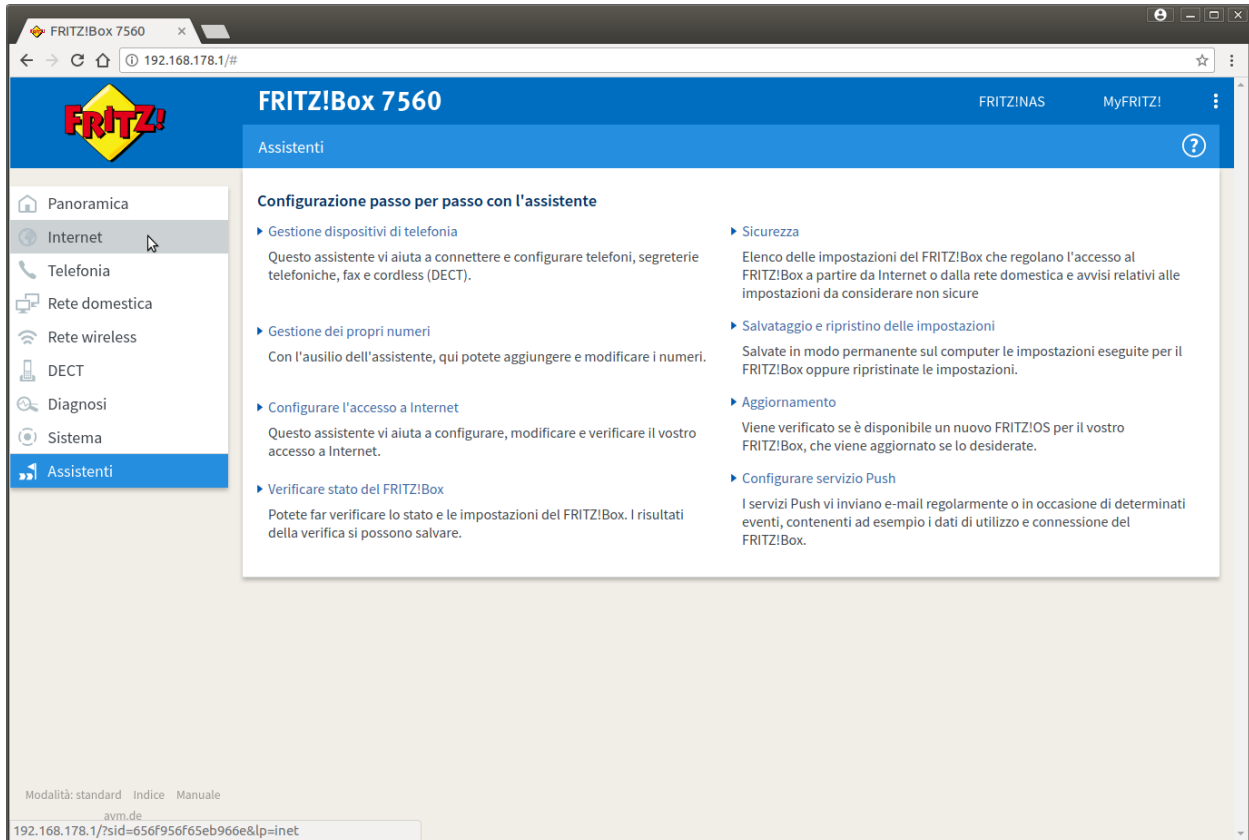 FRITZ!Box 7560
192.168.178.1/#
FRITZ!
FRITZ!Box 7560
FRITZ!NAS
MyFRITZ!
Assistenti
?
Panoramica
Internet
Telefonia
Rete domestica
Rete wireless
DECT
Diagnosi
Sistema
Assistenti
Configurazione passo per passo con l'assistente
Gestione dispositivi di telefonia
Questo assistente vi aiuta a connettere e configurare telefoni, segreterie
telefoniche, fax e cordless (DECT).
Gestione dei propri numeri
Con l'ausilio dell'assistente, qui potete aggiungere e modificare i numeri.
Configurare l'accesso a Internet
Questo assistente vi aiuta a configurare, modificare e verificare il vostro
accesso a Internet.
Verificare stato del FRITZ!Box
Potete far verificare lo stato e le impostazioni del FRITZ!Box. I risultati
della verifica si possono salvare.
Sicurezza
Elenco delle impostazioni del FRITZ!Box che regolano l'accesso al
FRITZ!Box a partire da Internet o dalla rete domestica e avvisi relativi alle
impostazioni da considerare non sicure
Salvataggio e ripristino delle impostazioni
Salvate in modo permanente sul computer le impostazioni eseguite per il
FRITZ!Box oppure ripristinate le impostazioni.
Aggiornamento
Viene verificato se è disponibile un nuovo FRITZ!OS per il vostro
FRITZ!Box, che viene aggiornato se lo desiderate.
Configurare servizio Push
I servizi Push vi inviano e-mail regolarmente o in occasione di determinati
eventi, contenenti ad esempio i dati di utilizzo e connessione del
FRITZ!Box.
Modalità: standard Indice Manuale
avm.de
192.168.178.1/?sid=656f956f65eb966e&lp=inet